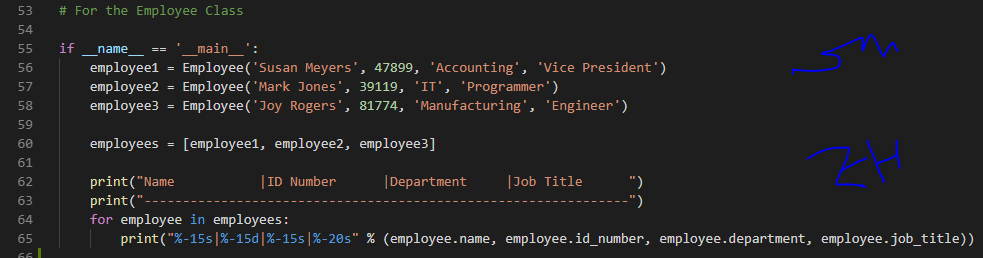 53 # For the Employee Class
54
55 if __name__ == '__main__':
56     employee1 = Employee('Susan Meyers', 47899, 'Accounting', 'Vice President')
57     employee2 = Employee('Mark Jones', 39119, 'IT', 'Programmer')
58     employee3 = Employee('Joy Rogers', 81774, 'Manufacturing', 'Engineer')
59
60     employees = [employee1, employee2, employee3]
61
62     print("Name           |ID Number      |Department     |Job Title      ")
63     print("---------------------------------------------------------------")
64     for employee in employees:
65         print("%-15s|%-15d|%-15s|%-20s" % (employee.name, employee.id_number, employee.department, employee.job_title))
66